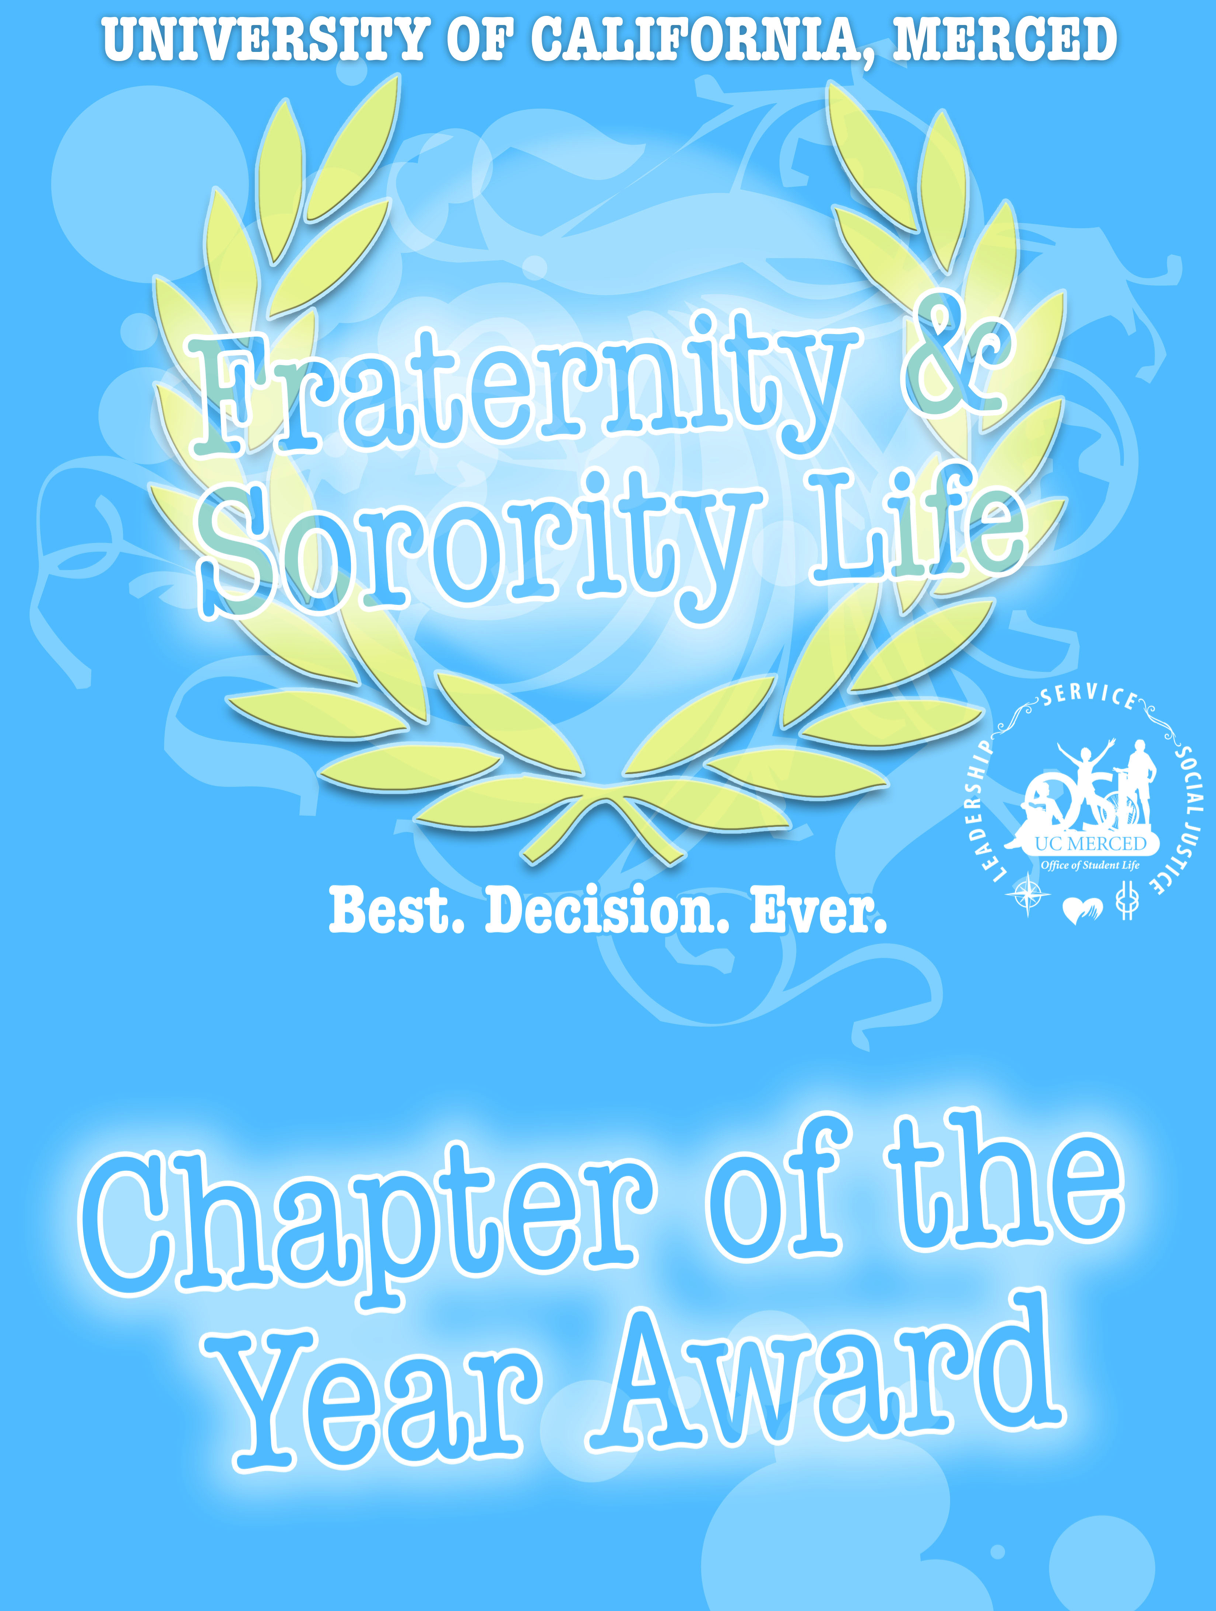 UNIVERSITY OF CALIFORNIA, MERCED
Fraternity &
Sorority Life
LEADERSHIP
SERVICE
SOCIAL JUSTICE
OSL
UC MERCED
Office of Student Life
Best. Decision. Ever.
Chapter of the
Year Award